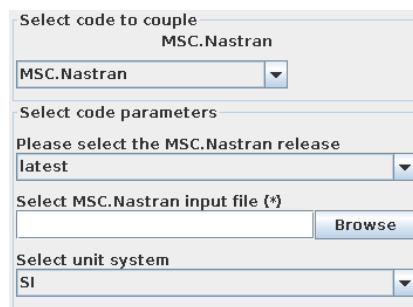 Select code to couple
MSC.Nastran
MSC.Nastran
Select code parameters
Please select the MSC.Nastran release
latest
Select MSC.Nastran input file (*)
Browse
Select unit system
SI